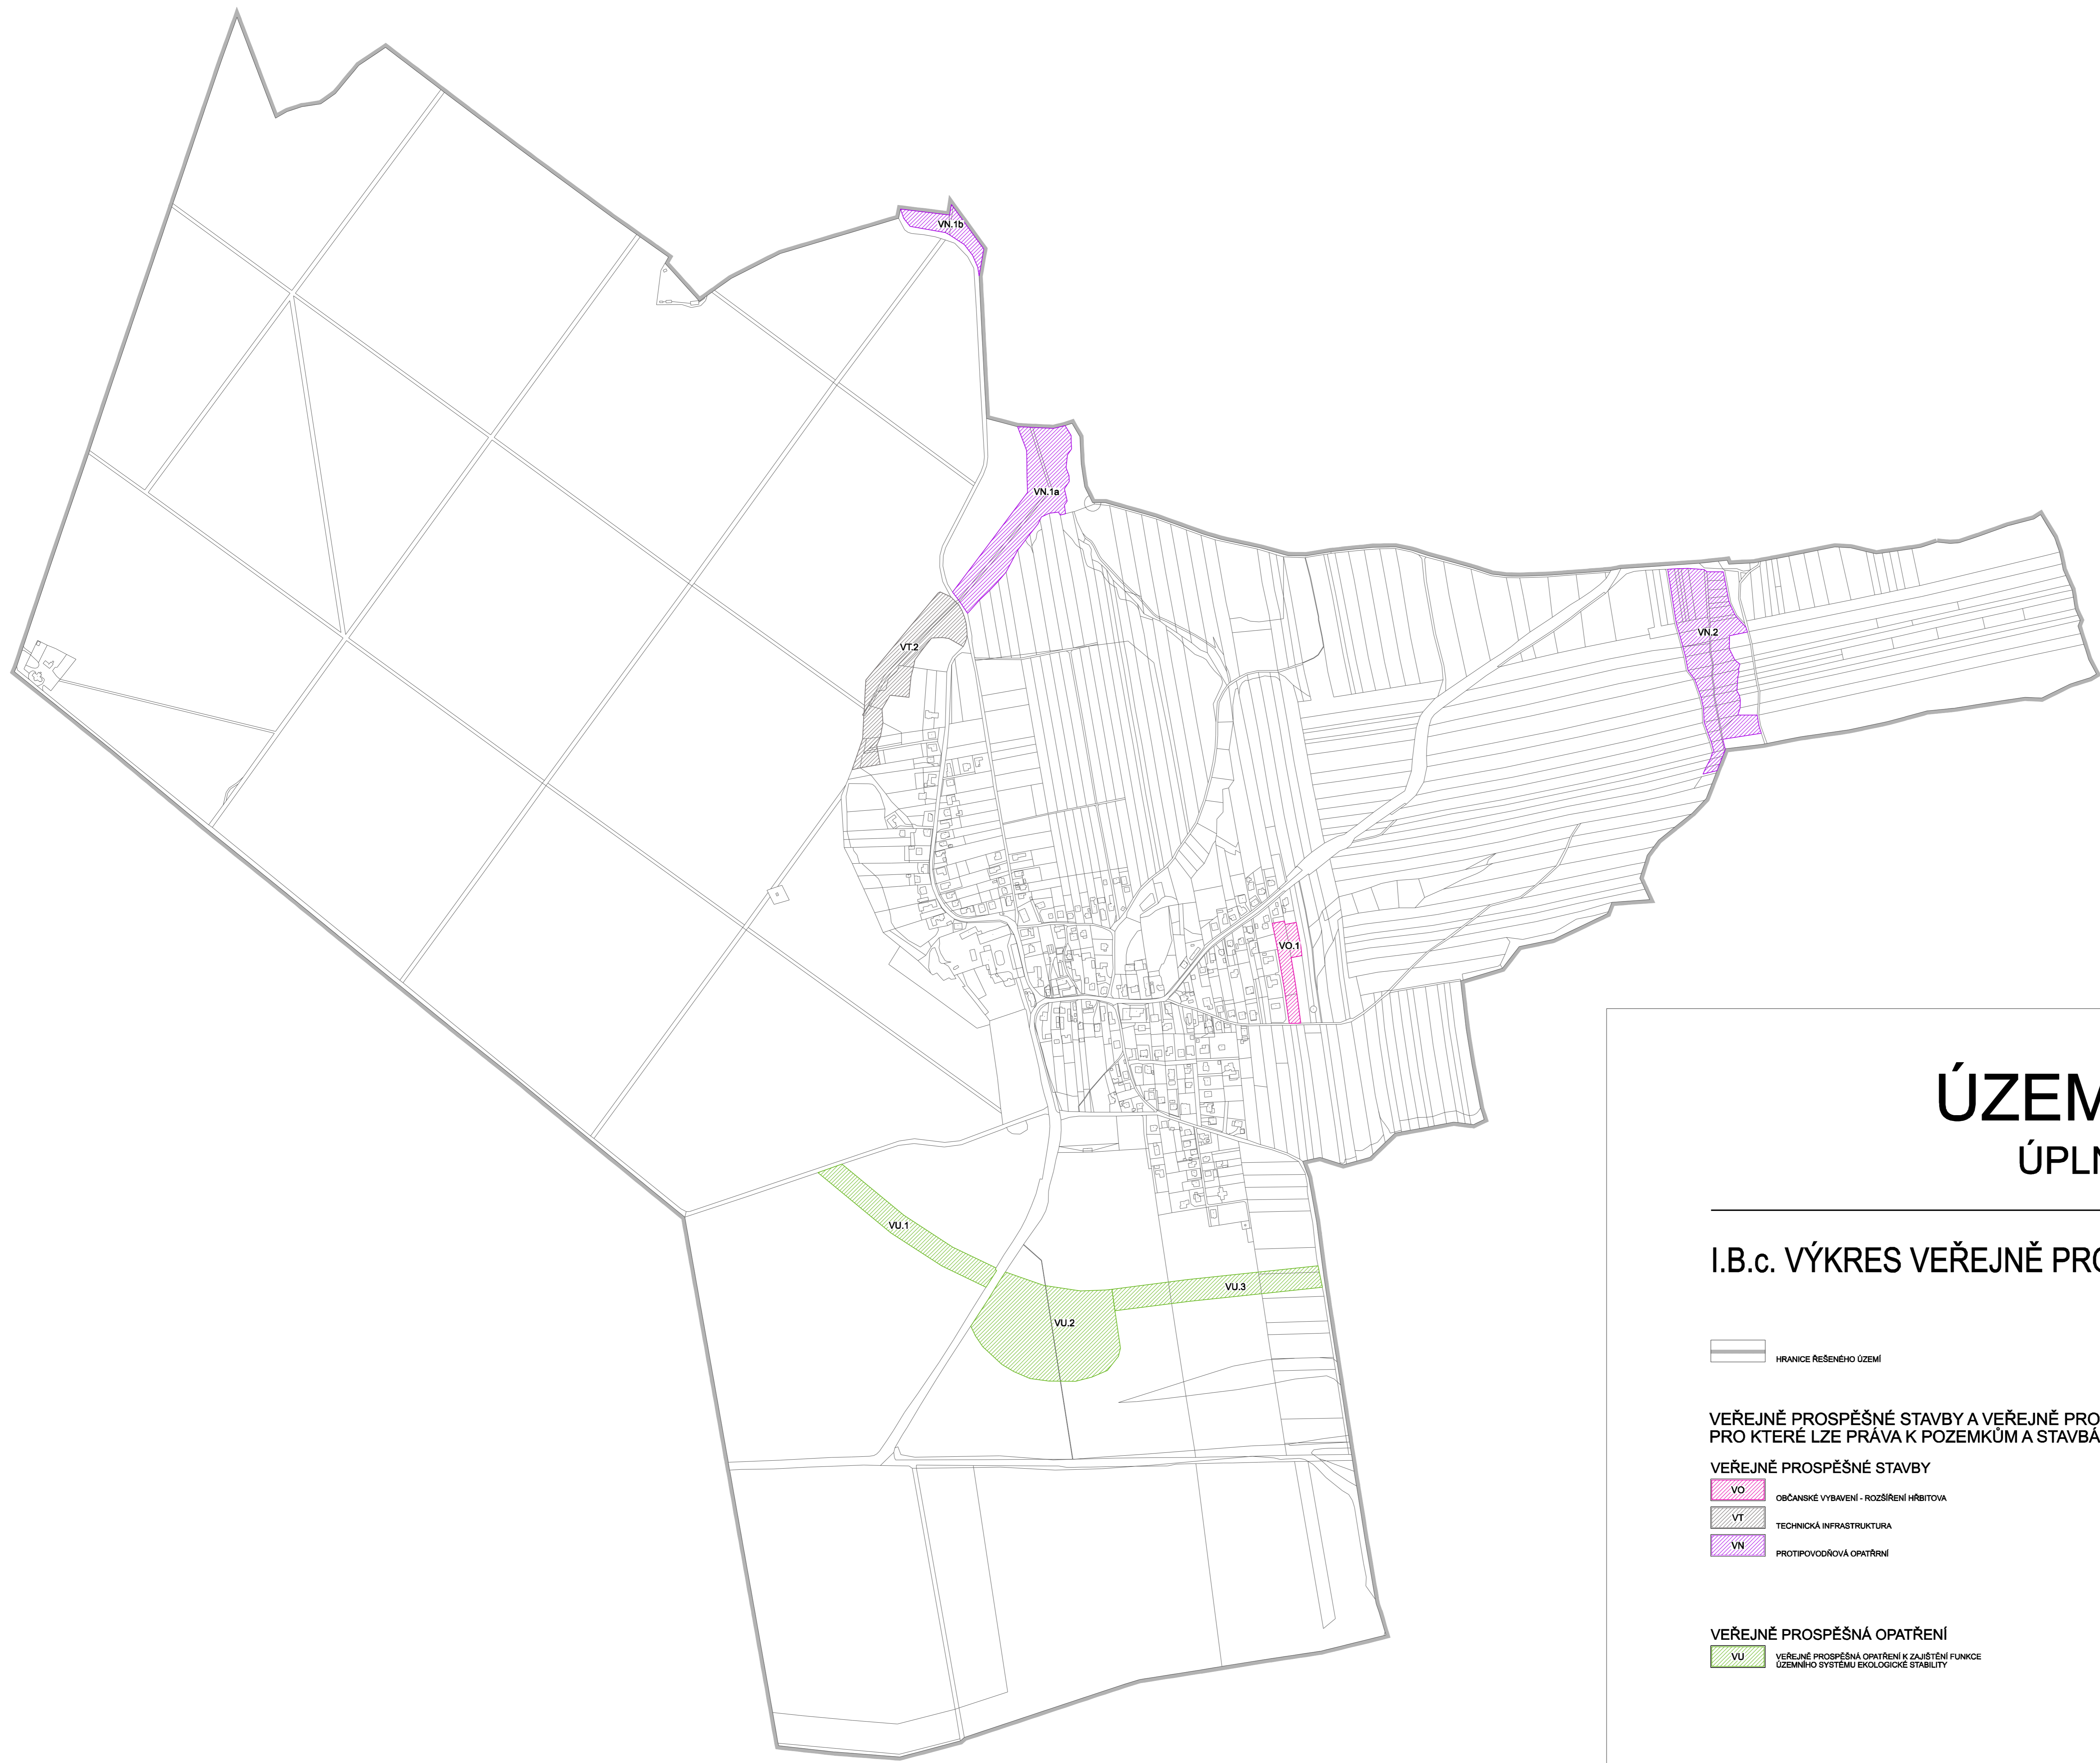 VN.1b
VN.1a
VN.2
VT.2
VO.1
VU.1
VU.3
VU.2
ÚZEM
ÚPLN
I.B.c. VÝKRES VEŘEJNĚ PRO
HRANICE ŘEŠENÉHO ÚZEMÍ
VEŘEJNĚ PROSPĚŠNÉ STAVBY A VEŘEJNĚ PRO
PRO KTERÉ LZE PRÁVA K POZEMKŮM A STAVBÁ
VEŘEJNĚ PROSPĚŠNÉ STAVBY
VO OBČANSKÉ VYBAVENÍ - ROZŠÍŘENÍ HŘBITOVA
VT TECHNICKÁ INFRASTRUKTURA
VN PROTIPOVODŇOVÁ OPATŘRNÍ
VEŘEJNĚ PROSPĚŠNÁ OPATŘENÍ
VU VEŘEJNĚ PROSPĚŠNÁ OPATŘENÍ K ZAJIŠTĚNÍ FUNKCE
ÚZEMNÍHO SYSTÉMU EKOLOGICKÉ STABILITY